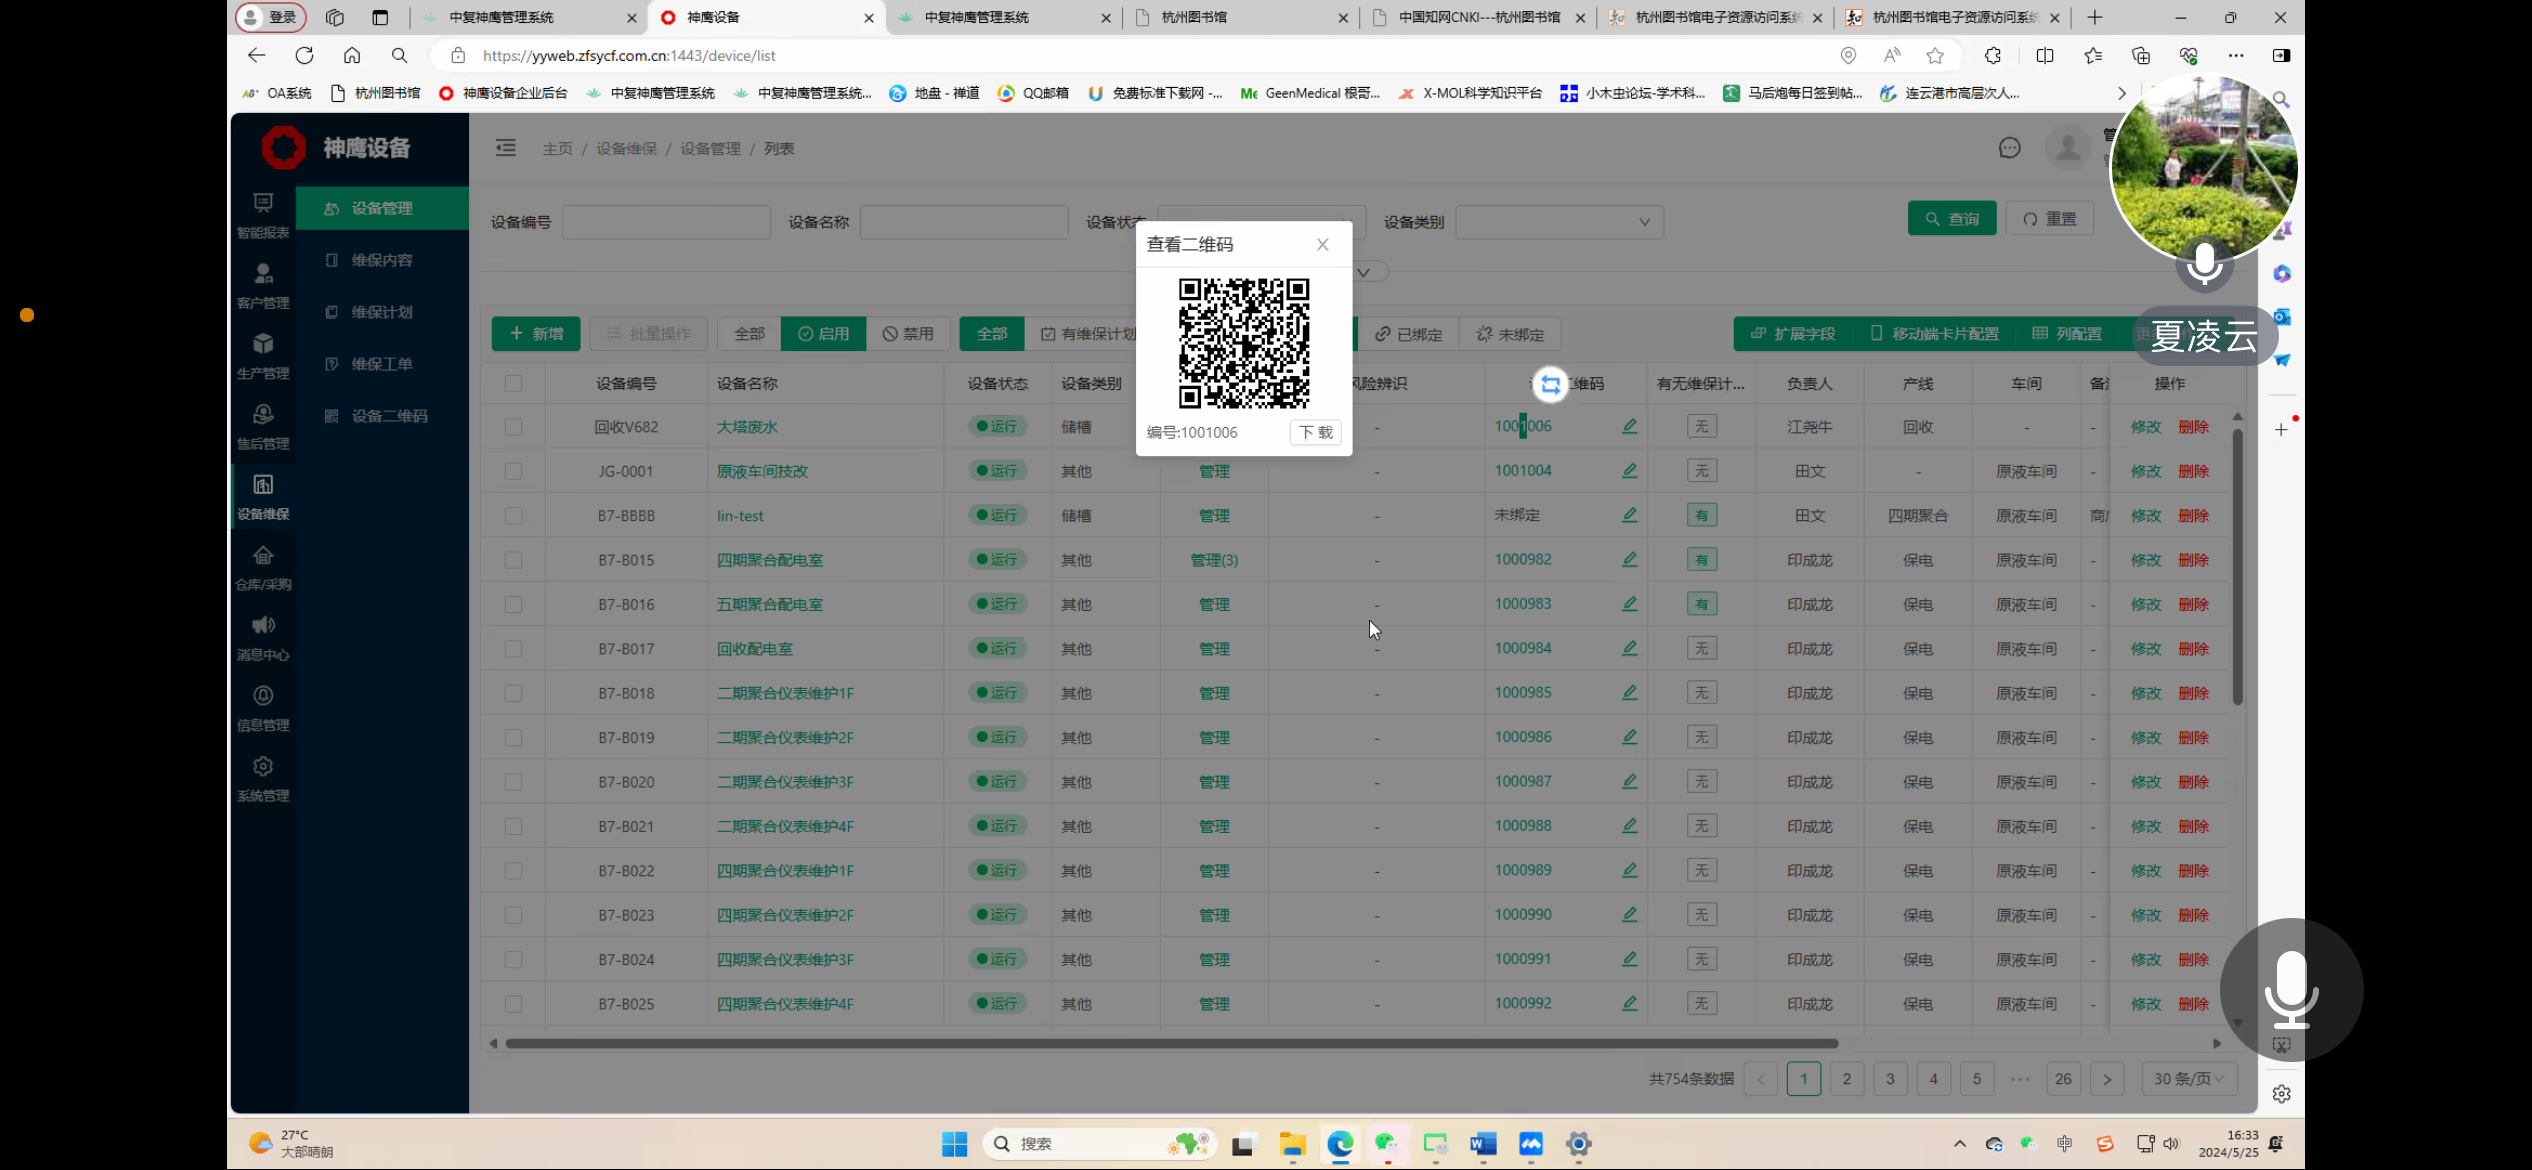 登录
中复神鹰管理系统
神鹰设备
中复神鹰管理系统
杭州图书馆
中国知网CNKI---杭州图书馆
杭州图书馆电子资源访问系统
杭州图书馆电子资源访问系统
https://yyweb.zfsycf.com.cn:1443/device/list
OA系统
杭州图书馆
神鹰设备企业后台
中复神鹰管理系统
中复神鹰管理系统...
地盘 - 禅道
QQ邮箱
免费标准下载网 -...
GeenMedical 根哥...
X-MOL科学知识平台
小木虫论坛-学术科...
马后炮每日签到帖...
连云港市高层次人...
神鹰设备
主页 / 设备维保 / 设备管理 / 列表
智能报表
客户管理
生产管理
售后管理
设备维保
仓库/采购
消息中心
信息管理
系统管理
设备管理
维保内容
维保计划
维保工单
设备二维码
设备编号
设备名称
设备状态
设备类别
查询
重置
查看二维码
编号:1001006
下 载
夏凌云
+ 新增
批量操作
全部
启用
禁用
全部
有维保计划
已绑定
未绑定
扩展字段
移动端卡片配置
列配置
设备编号 设备名称 设备状态 设备类别 风险辨识 二维码 有无维保计... 负责人 产线 车间 操作
回收V682 大塔废水 运行 储槽 - 1001006 无 江尧牛 回收 - - 修改 删除
JG-0001 原液车间技改 运行 其他 管理 1001004 无 田文 - 原液车间 - 修改 删除
B7-BBBB lin-test 运行 储槽 管理 - 未绑定 有 田文 四期聚合 原液车间 商 修改 删除
B7-B015 四期聚合配电室 运行 其他 管理(3) - 1000982 有 印成龙 保电 原液车间 - 修改 删除
B7-B016 五期聚合配电室 运行 其他 管理 - 1000983 有 印成龙 保电 原液车间 - 修改 删除
B7-B017 回收配电室 运行 其他 管理 - 1000984 无 印成龙 保电 原液车间 - 修改 删除
B7-B018 二期聚合仪表维护1F 运行 其他 管理 - 1000985 无 印成龙 保电 原液车间 - 修改 删除
B7-B019 二期聚合仪表维护2F 运行 其他 管理 - 1000986 无 印成龙 保电 原液车间 - 修改 删除
B7-B020 二期聚合仪表维护3F 运行 其他 管理 - 1000987 无 印成龙 保电 原液车间 - 修改 删除
B7-B021 二期聚合仪表维护4F 运行 其他 管理 - 1000988 无 印成龙 保电 原液车间 - 修改 删除
B7-B022 四期聚合仪表维护1F 运行 其他 管理 - 1000989 无 印成龙 保电 原液车间 - 修改 删除
B7-B023 四期聚合仪表维护2F 运行 其他 管理 - 1000990 无 印成龙 保电 原液车间 - 修改 删除
B7-B024 四期聚合仪表维护3F 运行 其他 管理 - 1000991 无 印成龙 保电 原液车间 - 修改 删除
B7-B025 四期聚合仪表维护4F 运行 其他 管理 - 1000992 无 印成龙 保电 原液车间 - 修改 删除
共754条数据 < 1 2 3 4 5 ··· 26 > 30 条/页
27°C
大部晴朗
搜索
中
16:33
2024/5/25